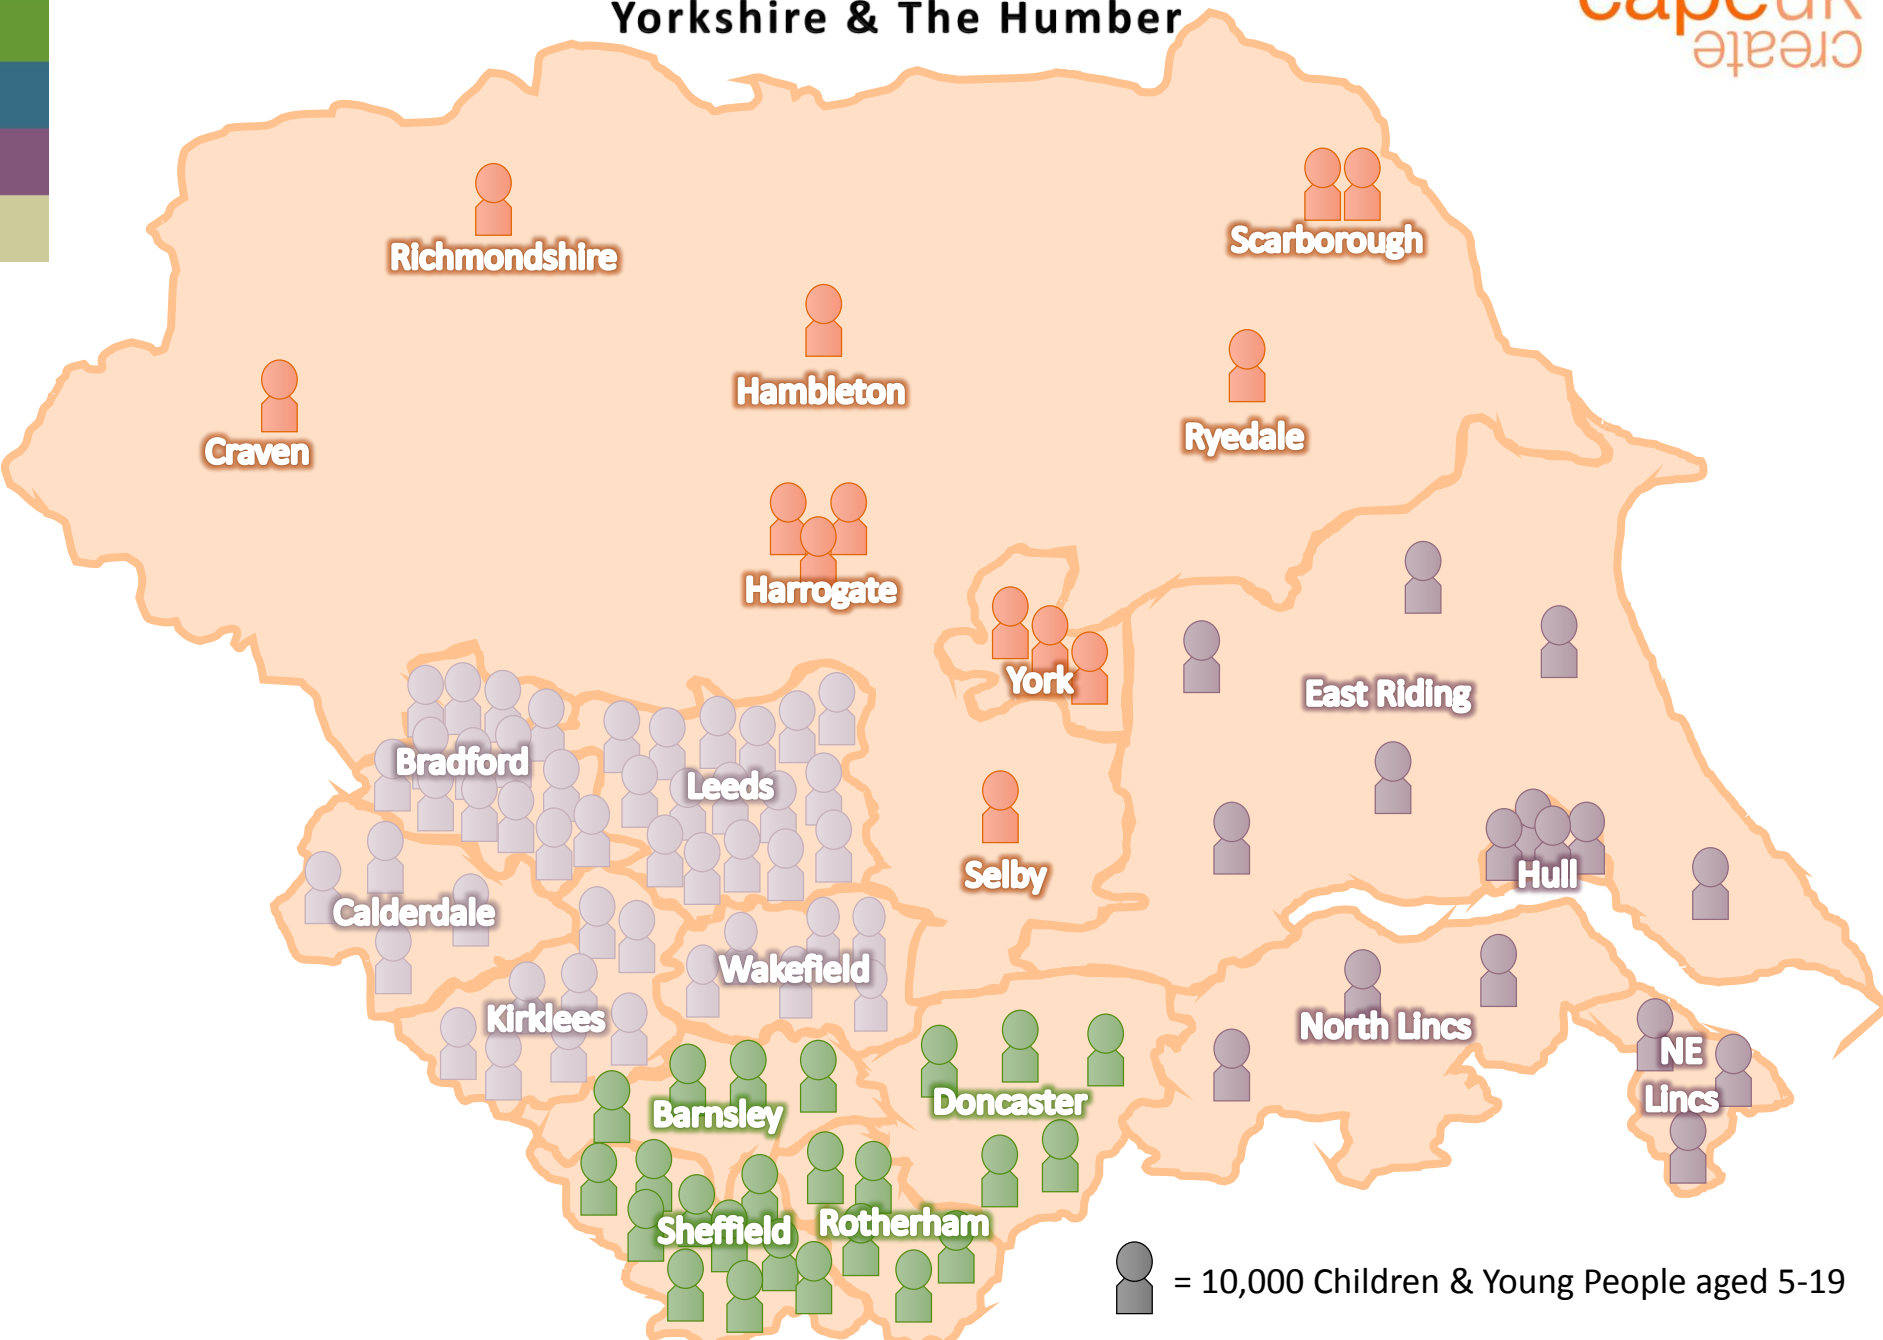 Yorkshire & The Humber
capeuk
create
Richmondshire
Scarborough
Hambleton
Craven
Ryedale
Harrogate
York
East Riding
Bradford
Leeds
Selby
Hull
Calderdale
Wakefield
Kirklees
North Lincs
NE
Lincs
Barnsley
Doncaster
Sheffield
Rotherham
= 10,000 Children & Young People aged 5-19